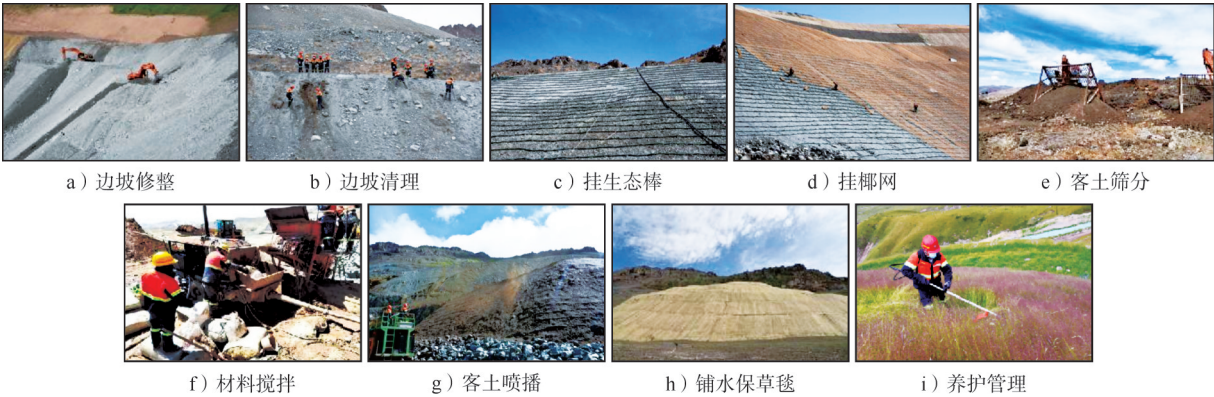 a）边坡修整
b）边坡清理
c）挂生态棒
d）挂椰网
e）客土筛分
f）材料搅拌
g）客土喷播
h）铺水保草毯
i）养护管理